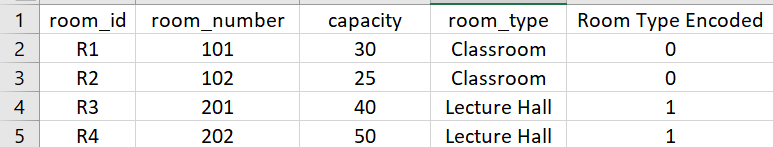 1 room_id room_number capacity room_type Room Type Encoded
2 R1 101 30 Classroom 0
3 R2 102 25 Classroom 0
4 R3 201 40 Lecture Hall 1
5 R4 202 50 Lecture Hall 1